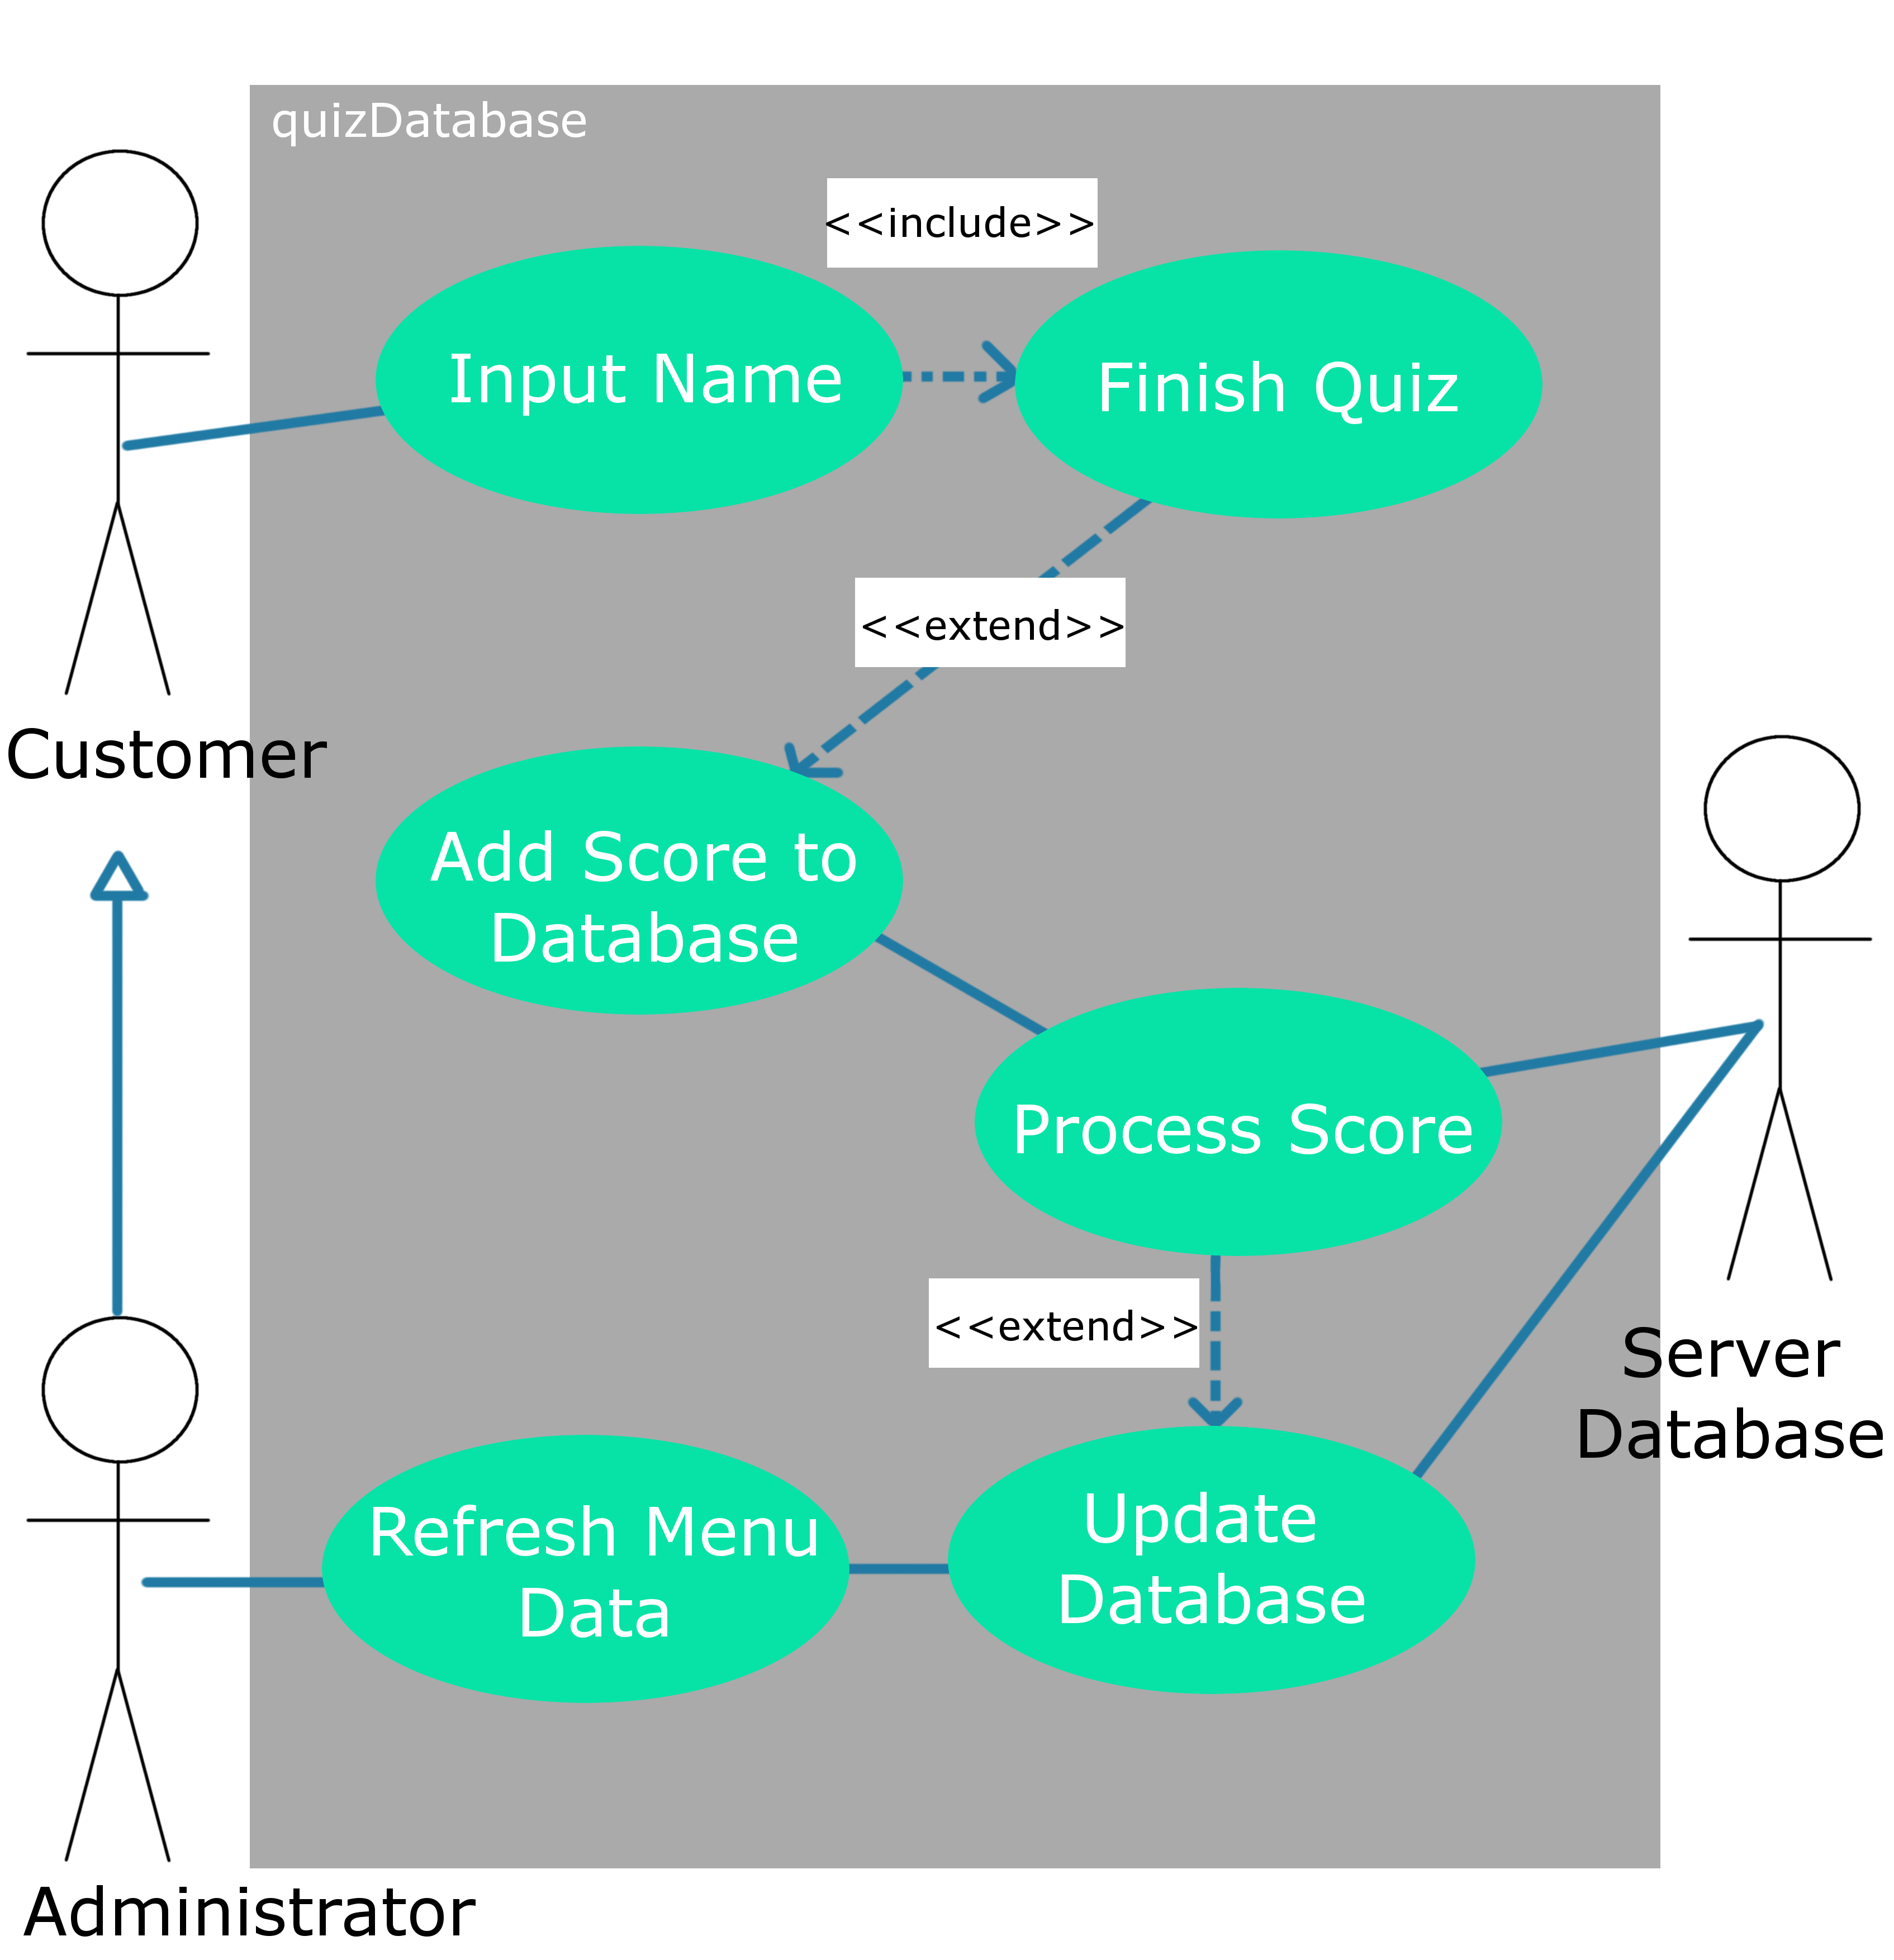 quizDatabase
<<include>>
Input Name
Finish Quiz
<<extend>>
Customer
Add Score to
Database
Process Score
<<extend>>
Server
Database
Refresh Menu
Data
Update
Database
Administrator